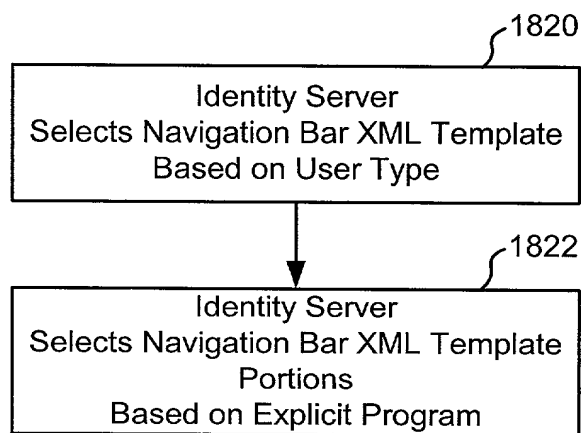 1820
Identity Server
Selects Navigation Bar XML Template
Based on User Type
1822
Identity Server
Selects Navigation Bar XML Template
Portions
Based on Explicit Program